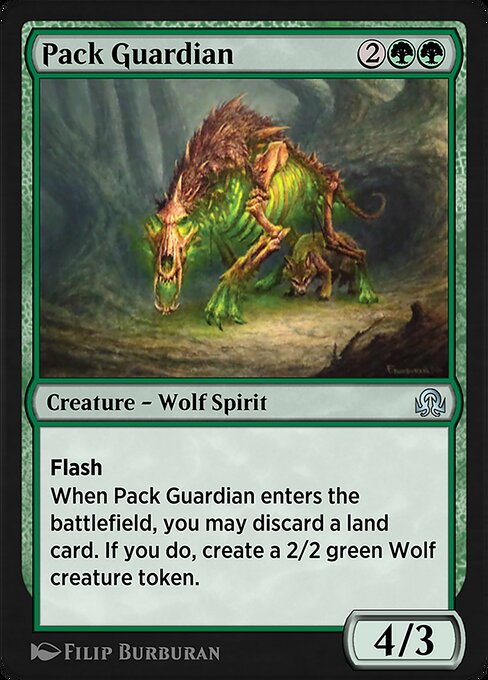 Pack Guardian 2
Creature – Wolf Spirit
Flash
When Pack Guardian enters the
battlefield, you may discard a land
card. If you do, create a 2/2 green Wolf
creature token.
4/3
Filip Burburan